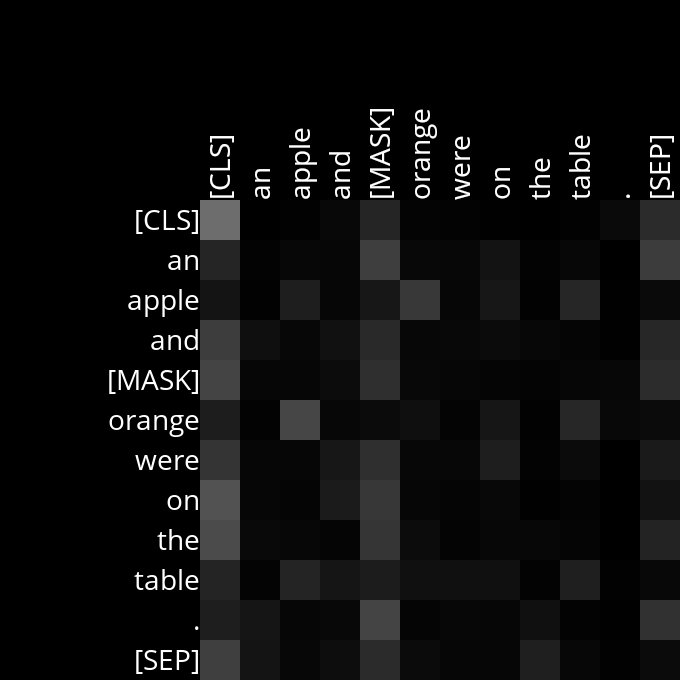 [CLS] an apple and [MASK] orange were on the table . [SEP]
[CLS]
an
apple
and
[MASK]
orange
were
on
the
table
.
[SEP]